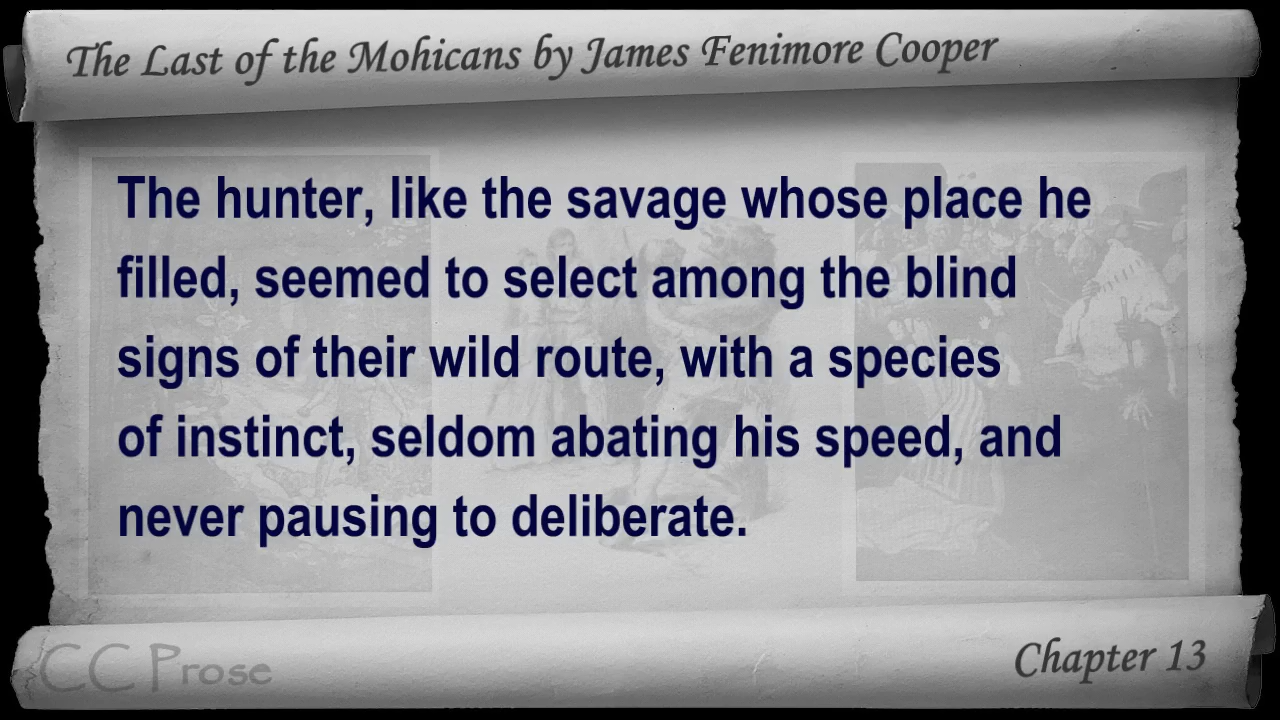 The Last of the Mohicans by James Fenimore Cooper
The hunter, like the savage whose place he
filled, seemed to select among the blind
signs of their wild route, with a species
of instinct, seldom abating his speed, and
never pausing to deliberate.
CC Prose
Chapter 13